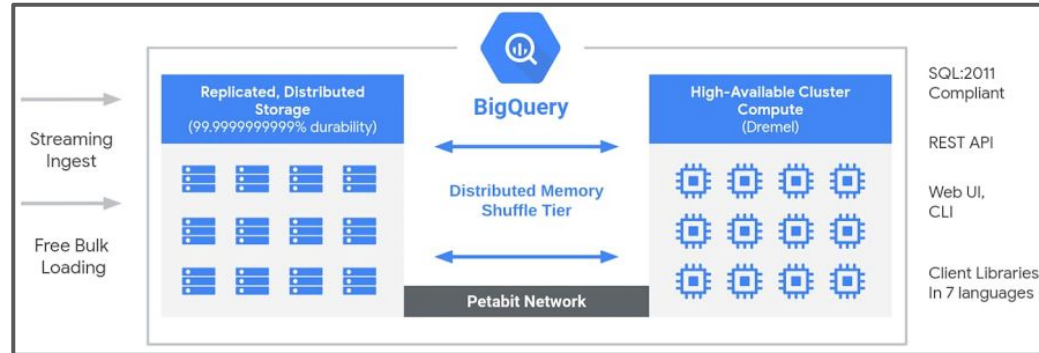 Streaming
Ingest
Free Bulk
Loading
Replicated, Distributed
Storage
(99.9999999999% durability)
BigQuery
Distributed Memory
Shuffle Tier
Petabit Network
High-Available Cluster
Compute
(Dremel)
SQL:2011
Compliant
REST API
Web UI,
CLI
Client Libraries
In 7 languages